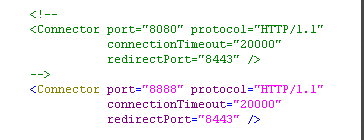 <!--
<Connector port="8080" protocol="HTTP/1.1"
connectionTimeout="20000"
redirectPort="8443" />
-->
<Connector port="8888" protocol="HTTP/1.1"
connectionTimeout="20000"
redirectPort="8443" />